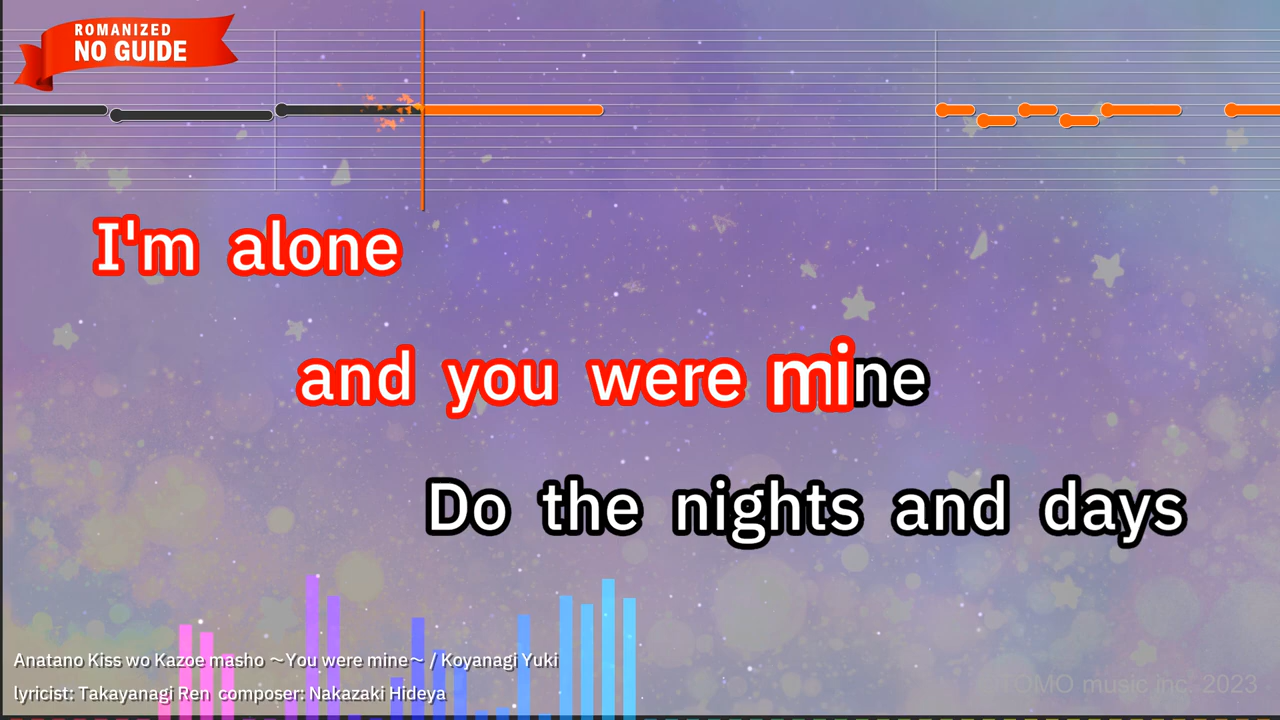 ROMANIZED
NO GUIDE
I'm alone
and you were mine
Do the nights and days
Anatano Kiss wo Kazoe masho ～You were mine～ / Koyanagi Yuki
lyricist: Takayanagi Ren composer: Nakazaki Hideya
music inc. 2023